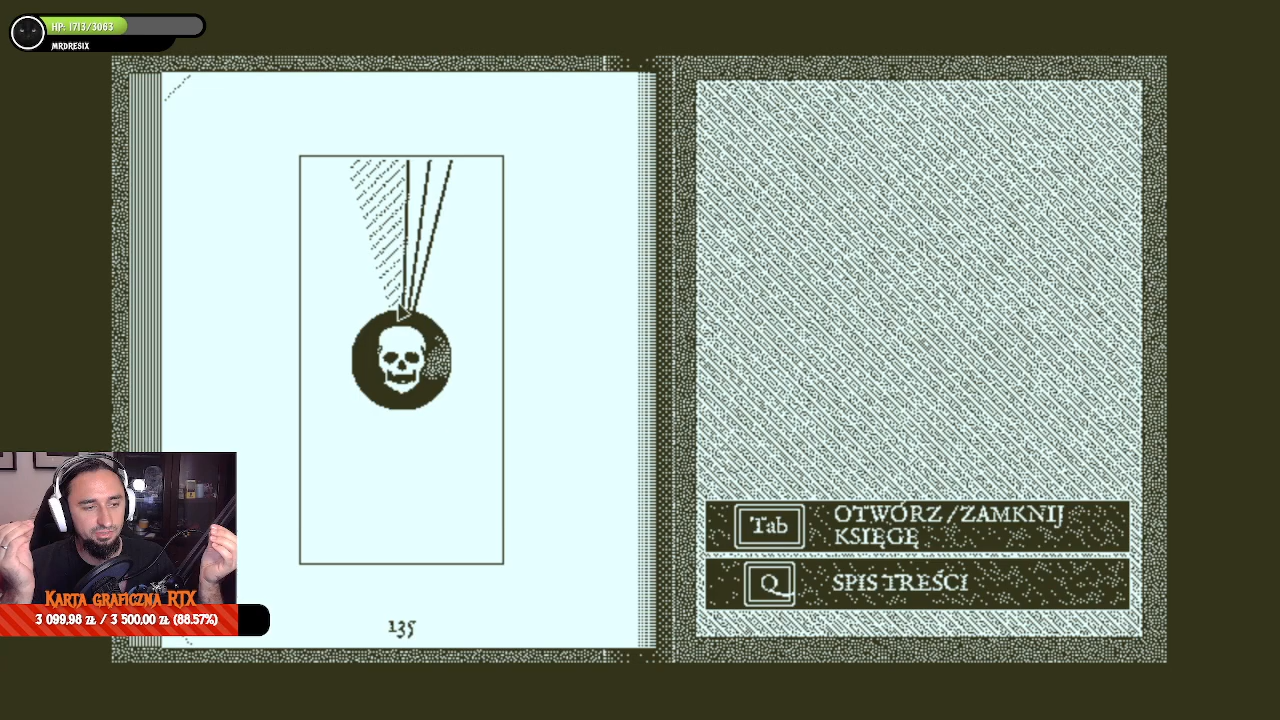 HP: 1713/3063
MRDRESIX
Tab
OTWÓRZ/ZAMKNIJ
KSIĘGĘ
Q
SPIS TREŚCI
KARTA GRAFICZNA RTX
3 099,98 zł / 3 500,00 zł (88.57%)
135